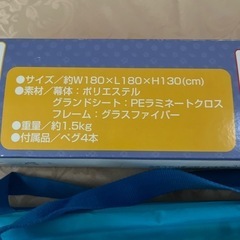 ●サイズ/約W180×L180×H130(cm)
●素材/幕体：ポリエステル
グランドシート：PEラミネートクロス
フレーム：グラスファイバー
●重量/約1.5kg
●付属品/ペグ4本